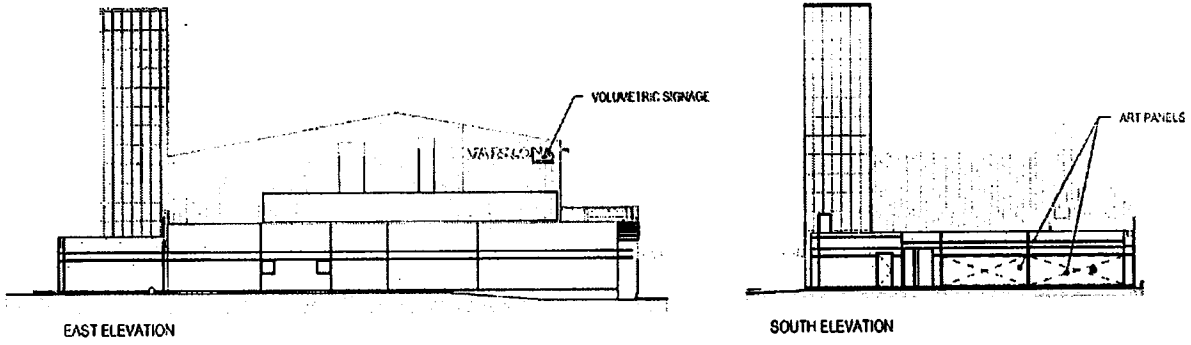 VOLUMETRIC SIGNAGE
ART PANELS
EAST ELEVATION
SOUTH ELEVATION